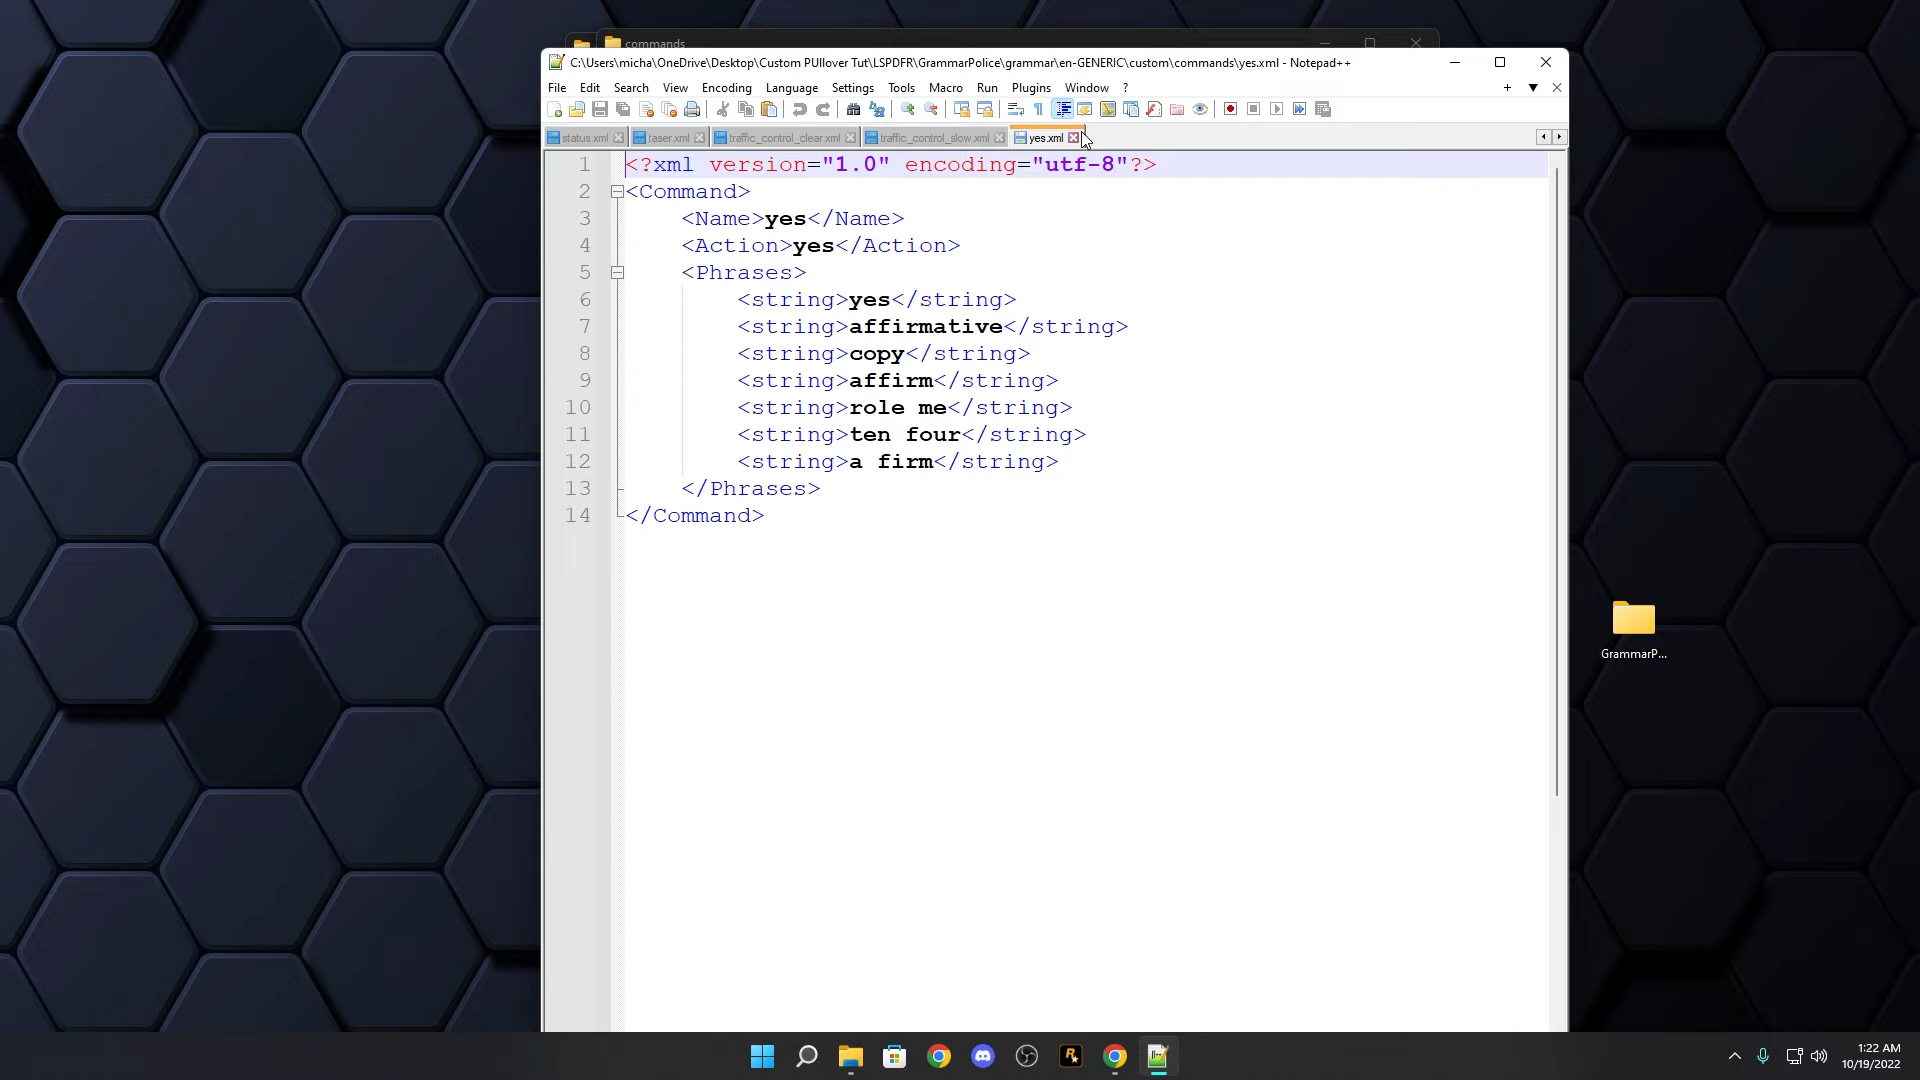 commands
C:\Users\micha\OneDrive\Desktop\Custom PUllover Tut\LSPDFR\GrammarPolice\grammar\en-GENERIC\custom\commands\yes.xml - Notepad++
File Edit Search View Encoding Language Settings Tools Macro Run Plugins Window ?
status.xml taser.xml traffic_control_clear.xml traffic_control_slow.xml yes.xml
1 <?xml version="1.0" encoding="utf-8"?>
2 <Command>
3 <Name>yes</Name>
4 <Action>yes</Action>
5 <Phrases>
6 <string>yes</string>
7 <string>affirmative</string>
8 <string>copy</string>
9 <string>affirm</string>
10 <string>role me</string>
11 <string>ten four</string>
12 <string>a firm</string>
13 </Phrases>
14 </Command>
GrammarP...
1:22 AM
10/19/2022